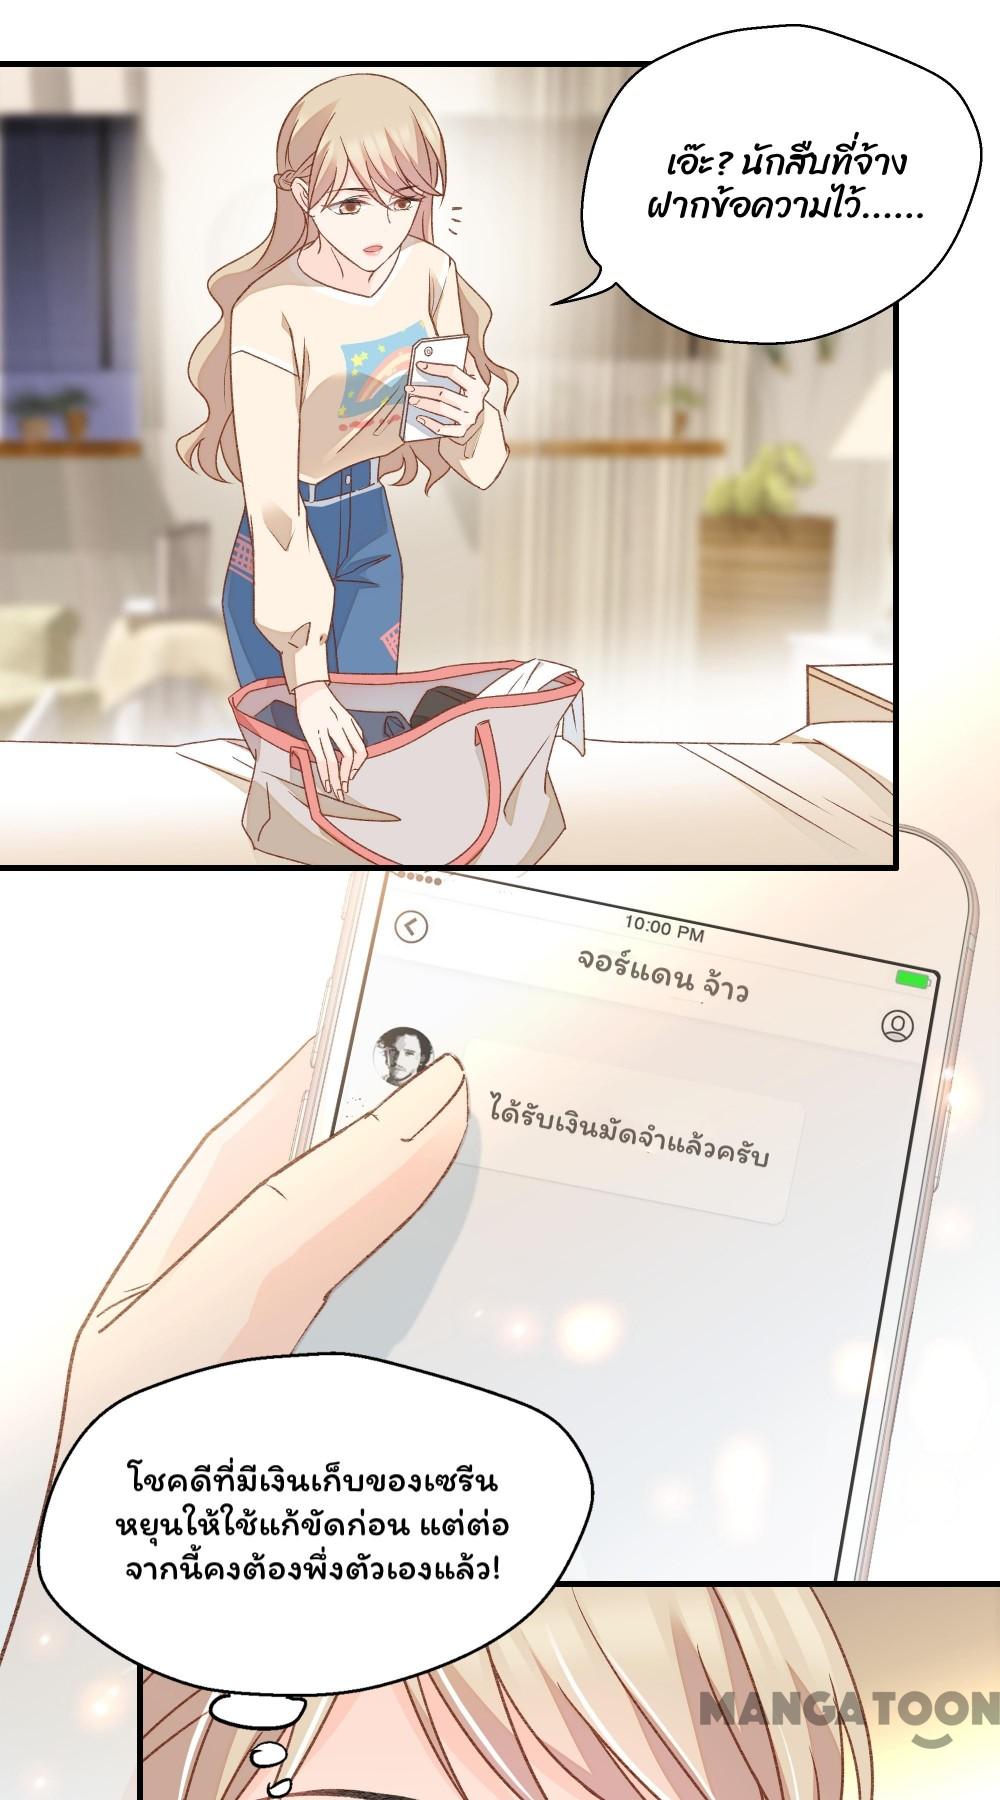 เอ๊ะ? นักสืบที่จ้าง
ฝากข้อความไว้......
10:00 PM
จอร์แดน จ้าว
ได้รับเงินมัดจำแล้วครับ
โชคดีที่มีเงินเก็บของเซรีน
หยุนให้ใช้แก้ขัดก่อน แต่ต่อ
จากนี้คงต้องพึ่งตัวเองแล้ว!
MANGATOON